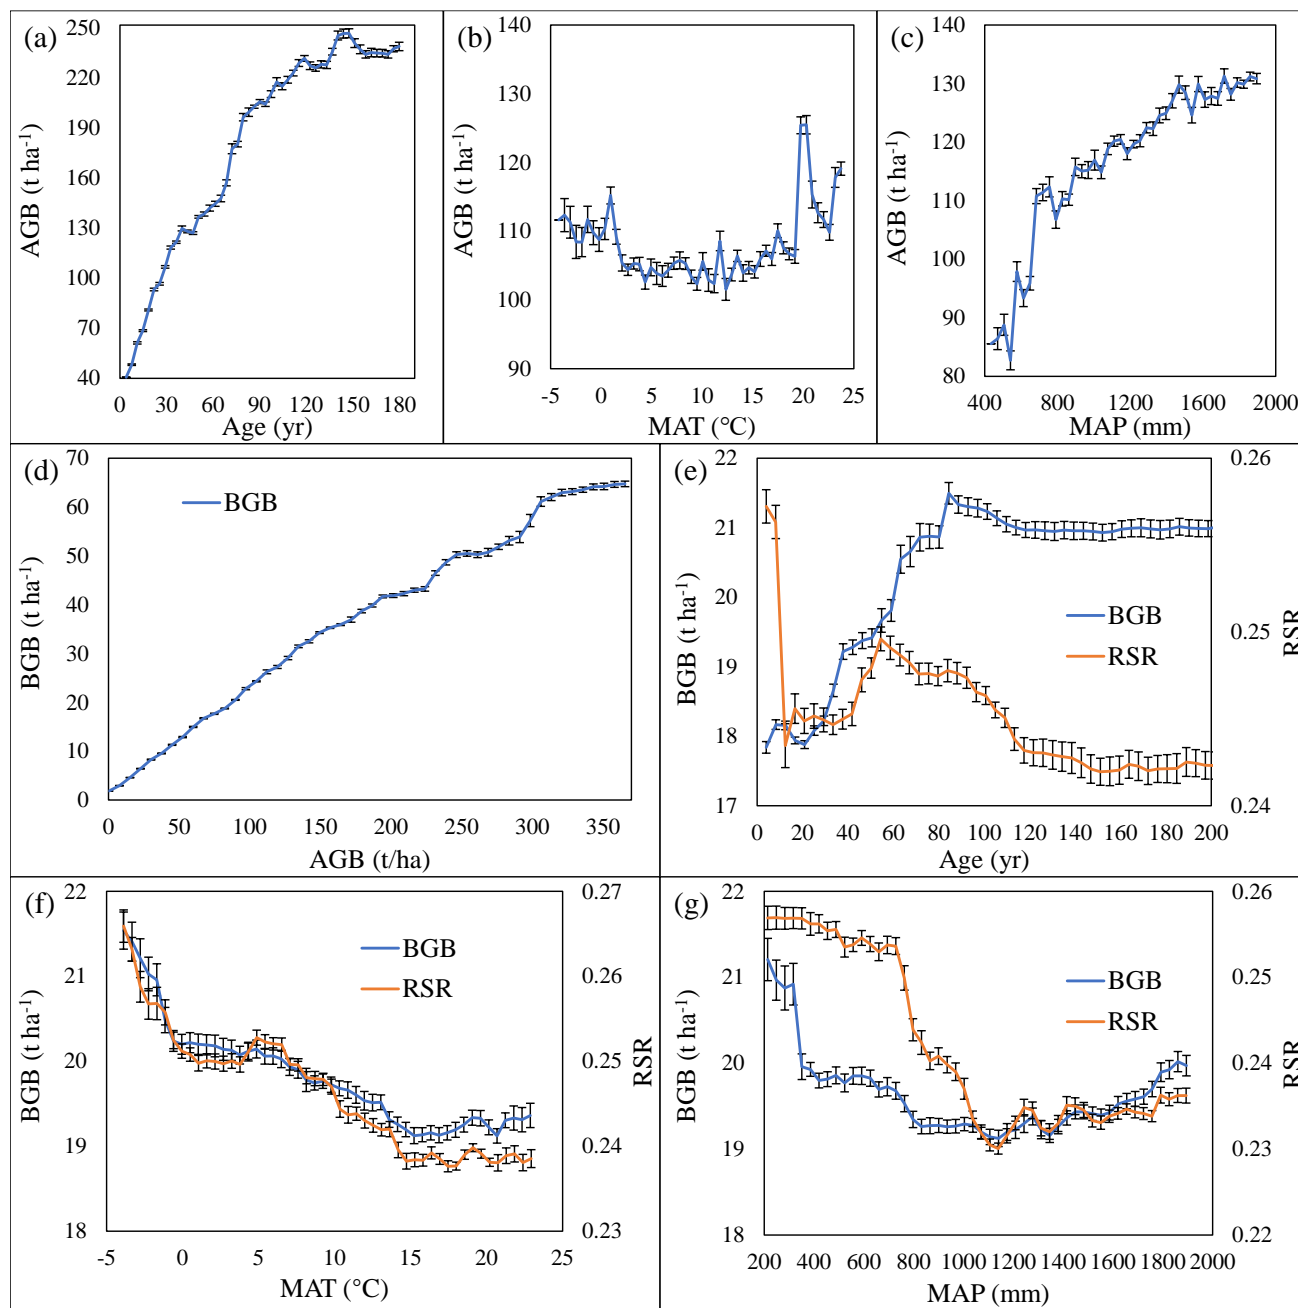 (a)
250
220
190
160
130
100
70
40
AGB (t ha-1)
0 30 60 90 120 150 180
Age (yr)
(b)
140
130
120
110
100
90
AGB (t ha-1)
-5 0 5 10 15 20 25
MAT (°C)
(c)
140
130
120
110
100
90
80
AGB (t ha-1)
400 800 1200 1600 2000
MAP (mm)
(d)
70
60
50
40
30
20
10
0
BGB (t ha-1)
BGB
0 50 100 150 200 250 300 350
AGB (t/ha)
(e)
22
21
20
19
18
17
BGB (t ha-1)
BGB
RSR
0.26
0.25
0.24
RSR
0 20 40 60 80 100 120 140 160 180 200
Age (yr)
(f)
22
21
20
19
18
BGB (t ha-1)
BGB
RSR
0.27
0.26
0.25
0.24
0.23
RSR
-5 0 5 10 15 20 25
MAT (°C)
(g)
22
21
20
19
18
BGB (t ha-1)
BGB
RSR
0.26
0.25
0.24
0.23
0.22
RSR
200 400 600 800 1000 1200 1400 1600 1800 2000
MAP (mm)